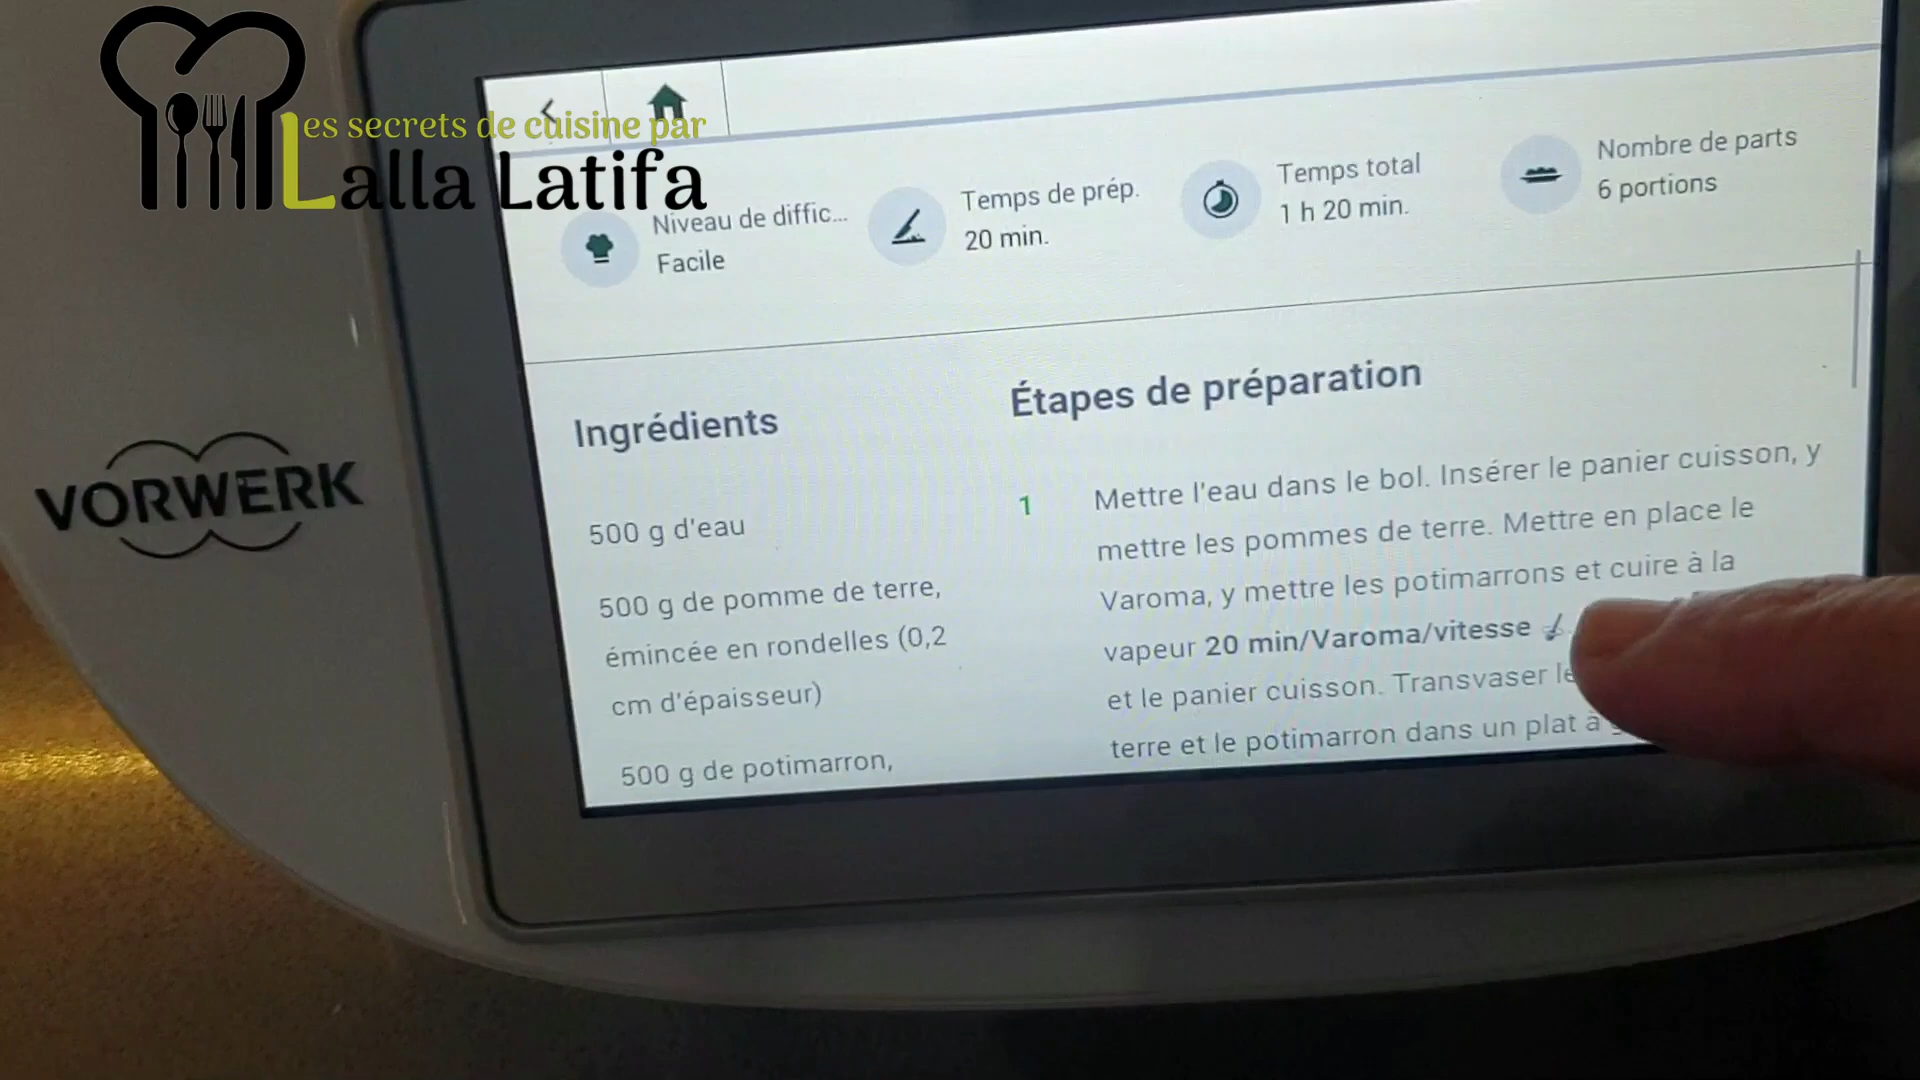 Les secrets de cuisine par
Lalla Latifa
VORWERK
Niveau de diffic...
Facile
Temps de prép.
20 min.
Temps total
1 h 20 min.
Nombre de parts
6 portions
Ingrédients
500 g d'eau
500 g de pomme de terre,
émincée en rondelles (0,2
cm d'épaisseur)
500 g de potimarron,
Étapes de préparation
1
Mettre l'eau dans le bol. Insérer le panier cuisson, y
mettre les pommes de terre. Mettre en place le
Varoma, y mettre les potimarrons et cuire à la
vapeur 20 min/Varoma/vitesse
et le panier cuisson. Transvaser
terre et le potimarron dans un plat à